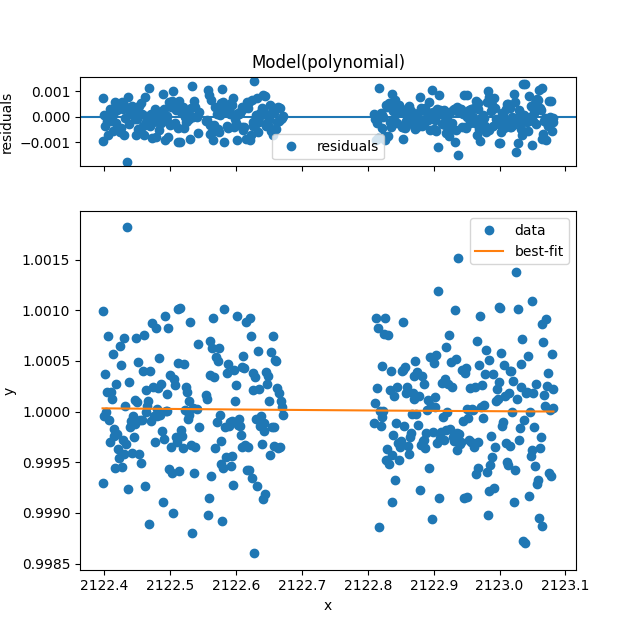 Model(polynomial)
0.001
0.000
−0.001
residuals
residuals
data
best-fit
1.0015
1.0010
1.0005
1.0000
0.9995
0.9990
0.9985
y
2122.4 2122.5 2122.6 2122.7 2122.8 2122.9 2123.0 2123.1
x